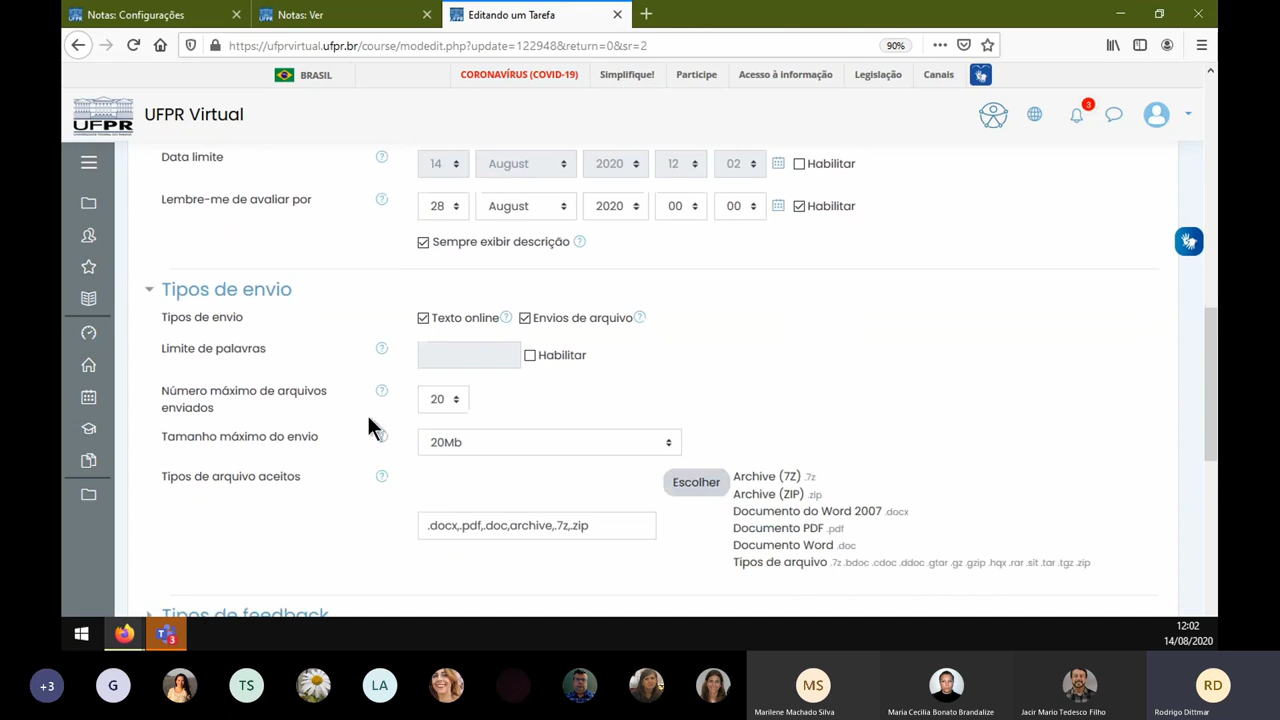 Notas: Configurações
Notas: Ver
Editando um Tarefa
https://ufprvirtual.ufpr.br/course/modedit.php?update=122948&return=0&sr=2
90%
BRASIL
CORONAVÍRUS (COVID-19)
Simplifique!
Participe
Acesso à informação
Legislação
Canais
UFPR
UFPR Virtual
3
Data limite
14 August 2020 12 02 Habilitar
Lembre-me de avaliar por
28 August 2020 00 00 Habilitar
Sempre exibir descrição
Tipos de envio
Tipos de envio
Texto online Envios de arquivo
Limite de palavras
Habilitar
Número máximo de arquivos
enviados
20
Tamanho máximo do envio
20Mb
Tipos de arquivo aceitos
Escolher
Archive (7Z) .7z
Archive (ZIP) .zip
Documento do Word 2007 .docx
.docx,.pdf,.doc,archive,.7z,.zip
Documento PDF .pdf
Documento Word .doc
Tipos de arquivo .7z .bdoc .cdoc .ddoc .gtar .gz .gzip .hqx .rar .sit .tar .tgz .zip
Tipos de feedback
3
12:02
14/08/2020
+3
G
TS
LA
MS
RD
Marilene Machado Silva
Maria Cecilia Bonato Brandalize
Jacir Mario Tedesco Filho
Rodrigo Dittmar